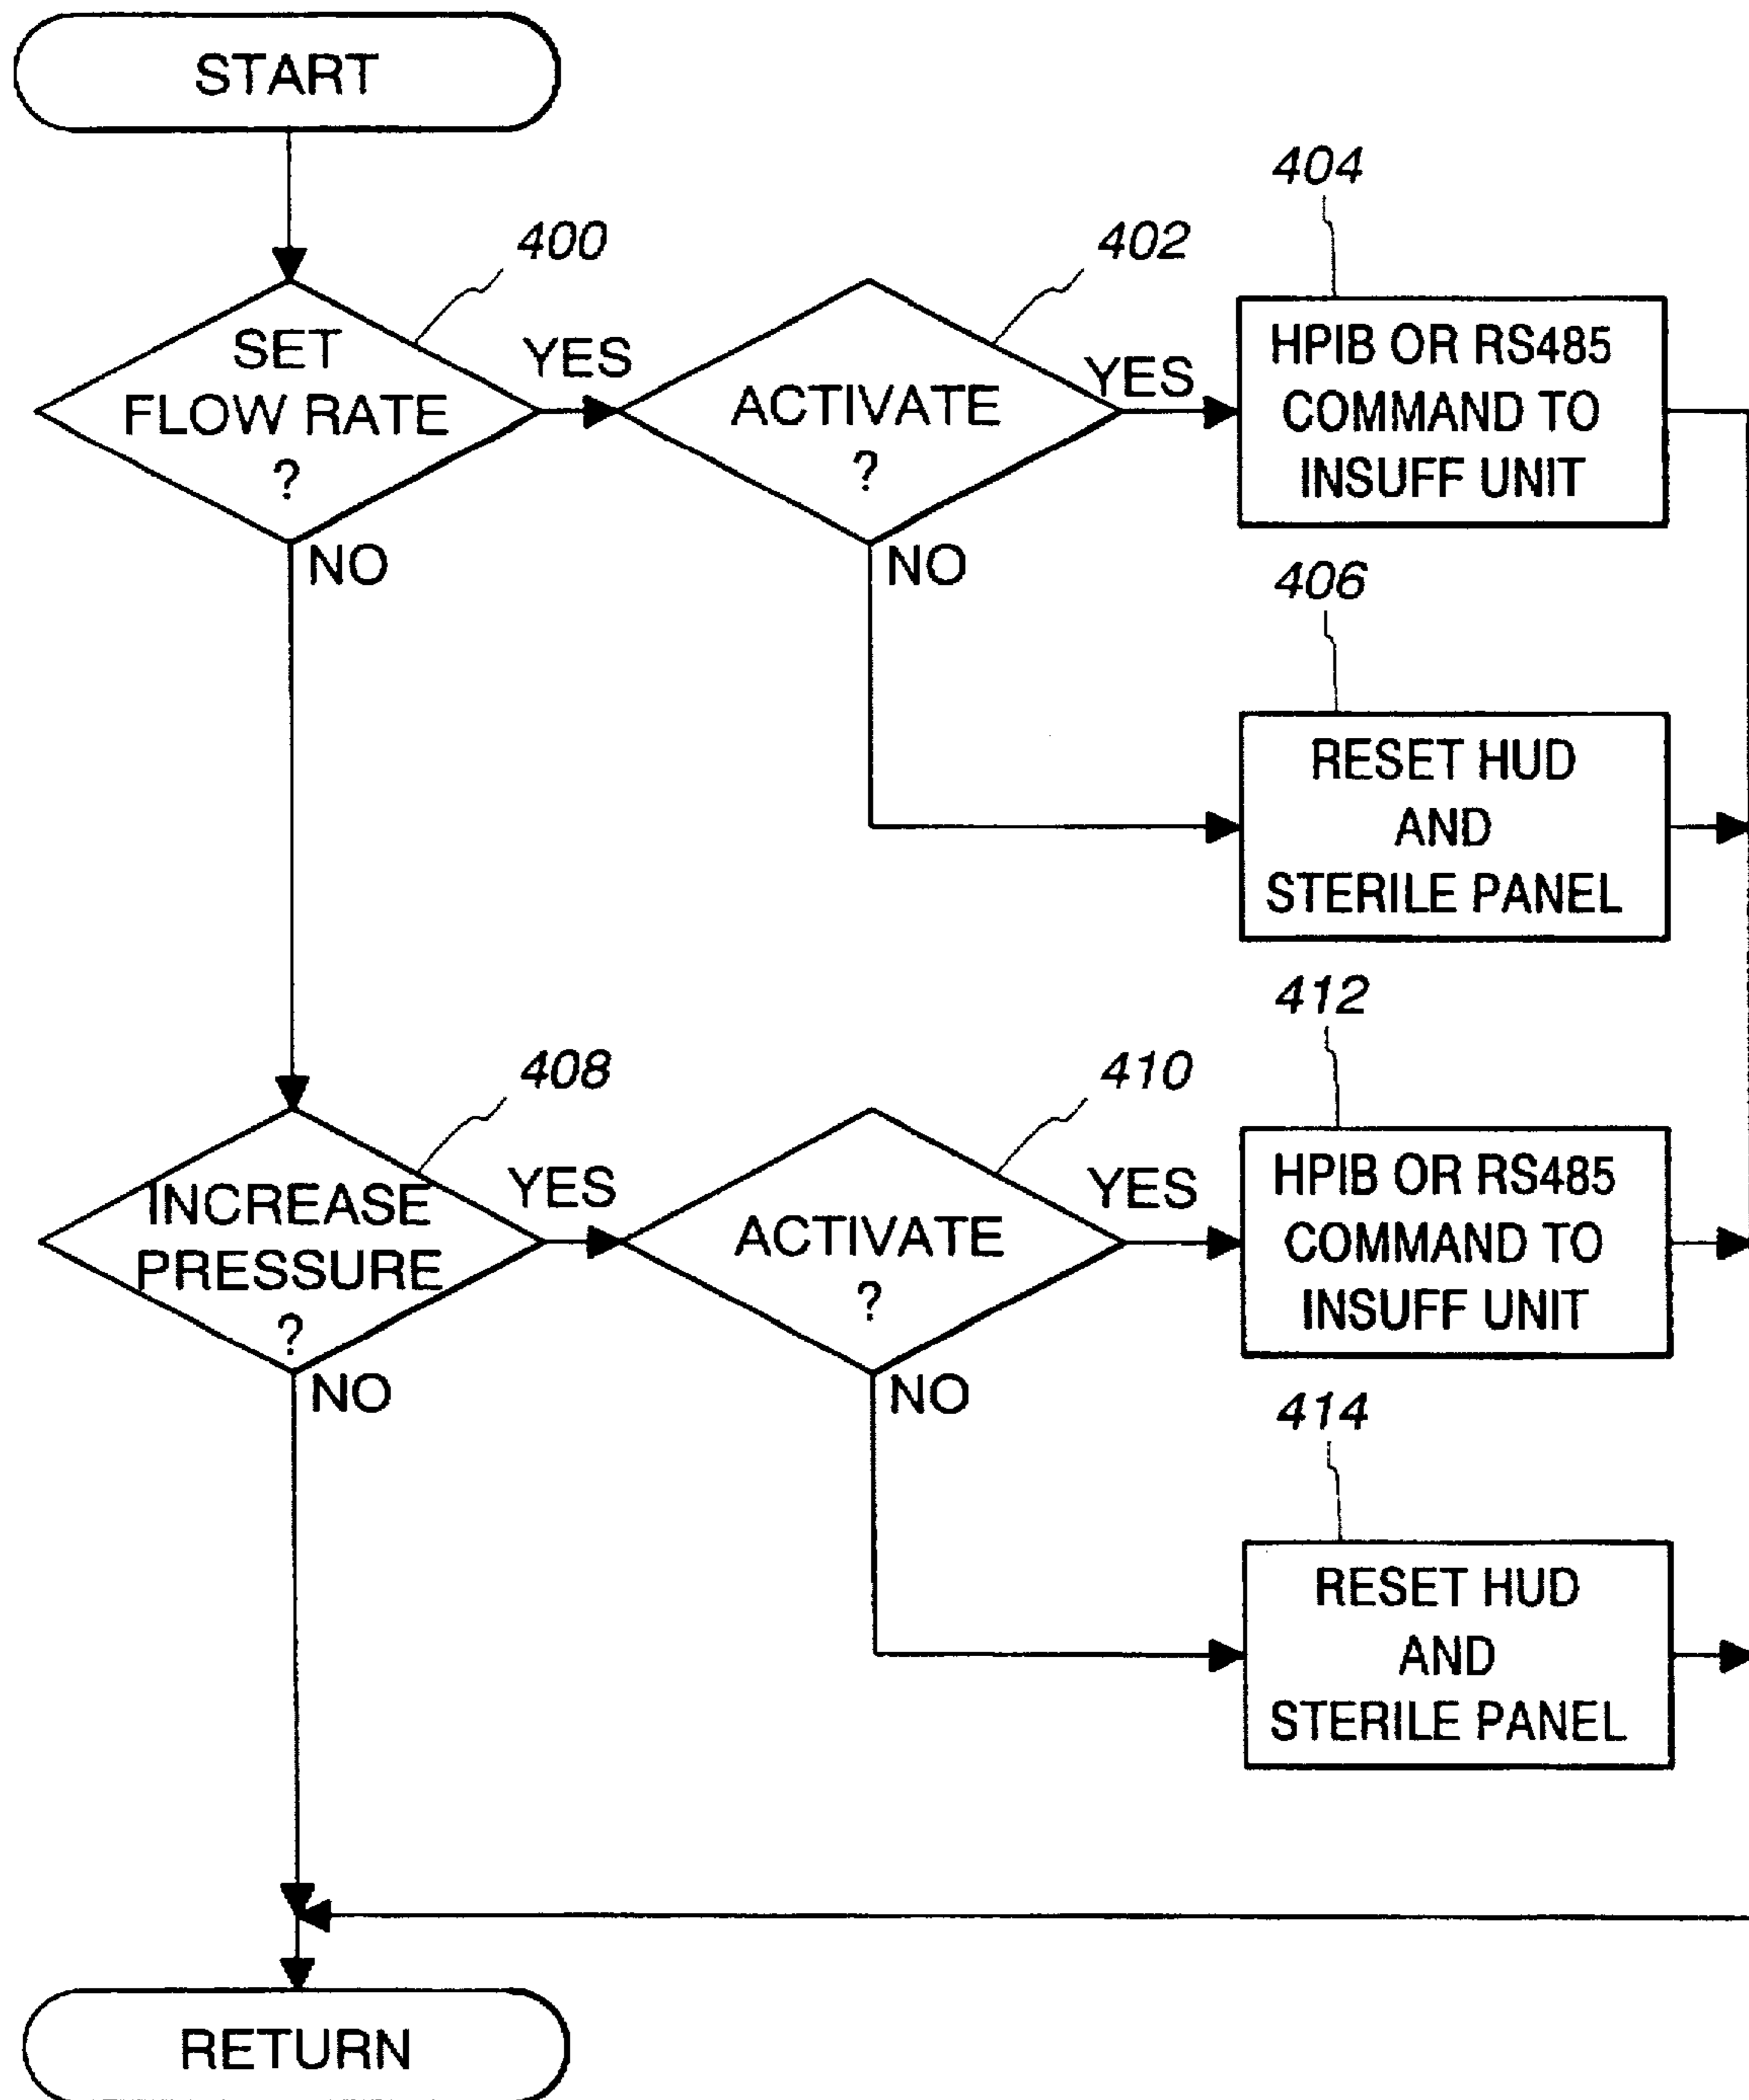 START
400
SET
FLOW RATE
?
YES
NO
402
ACTIVATE
?
YES
NO
404
HPIB OR RS485
COMMAND TO
INSUFF UNIT
406
RESET HUD
AND
STERILE PANEL
408
INCREASE
PRESSURE
?
YES
NO
410
ACTIVATE
?
YES
NO
412
HPIB OR RS485
COMMAND TO
INSUFF UNIT
414
RESET HUD
AND
STERILE PANEL
RETURN